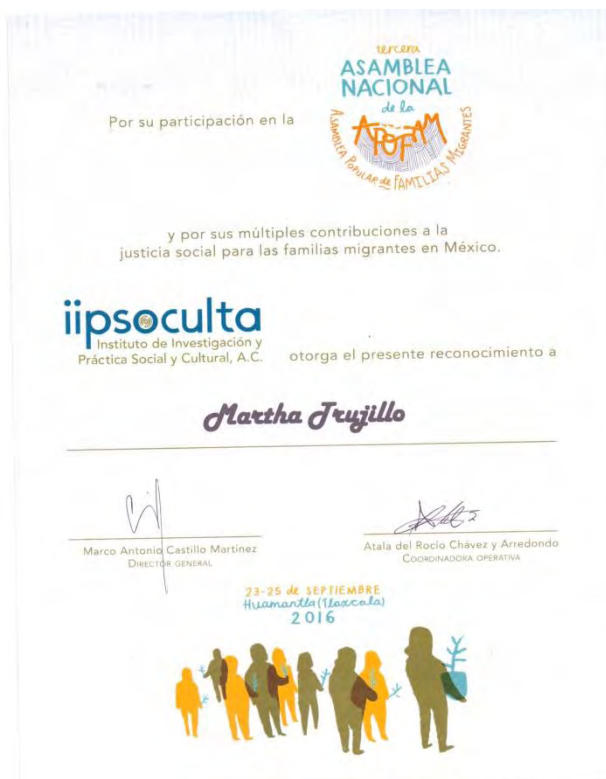 tercera
ASAMBLEA
NACIONAL
de la
APOFAM
ASAMBLEA POPULAR de FAMILIAS MIGRANTES
Por su participación en la
y por sus múltiples contribuciones a la
justicia social para las familias migrantes en México.
iipsoculta
Instituto de Investigación y
Práctica Social y Cultural, A.C.
otorga el presente reconocimiento a
Martha Trujillo
Marco Antonio Castillo Martínez
DIRECTOR GENERAL
Atala del Rocío Chávez y Arredondo
COORDINADORA OPERATIVA
23-25 de SEPTIEMBRE
Huamantla (Tlaxcala)
2016